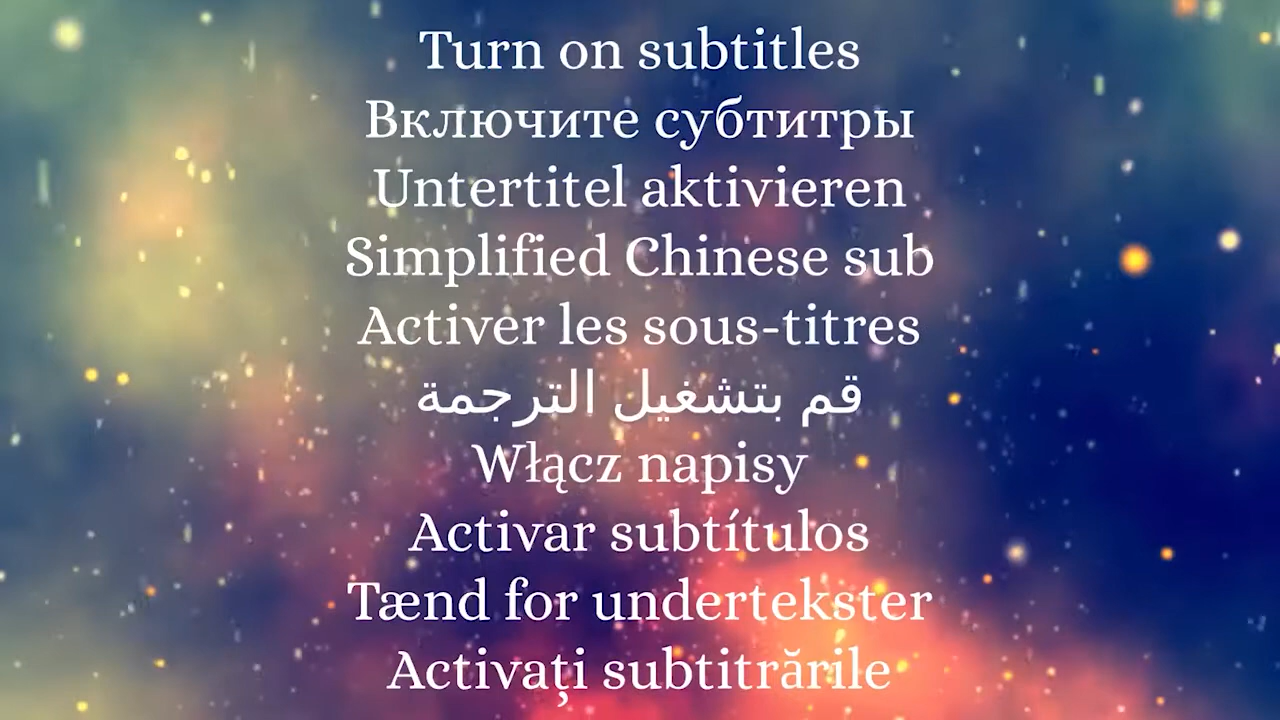 Turn on subtitles
Включите субтитры
Untertitel aktivieren
Simplified Chinese sub
Activer les sous-titres
قم بتشغيل الترجمة
Włącz napisy
Activar subtítulos
Tænd for undertekster
Activați subtitrările